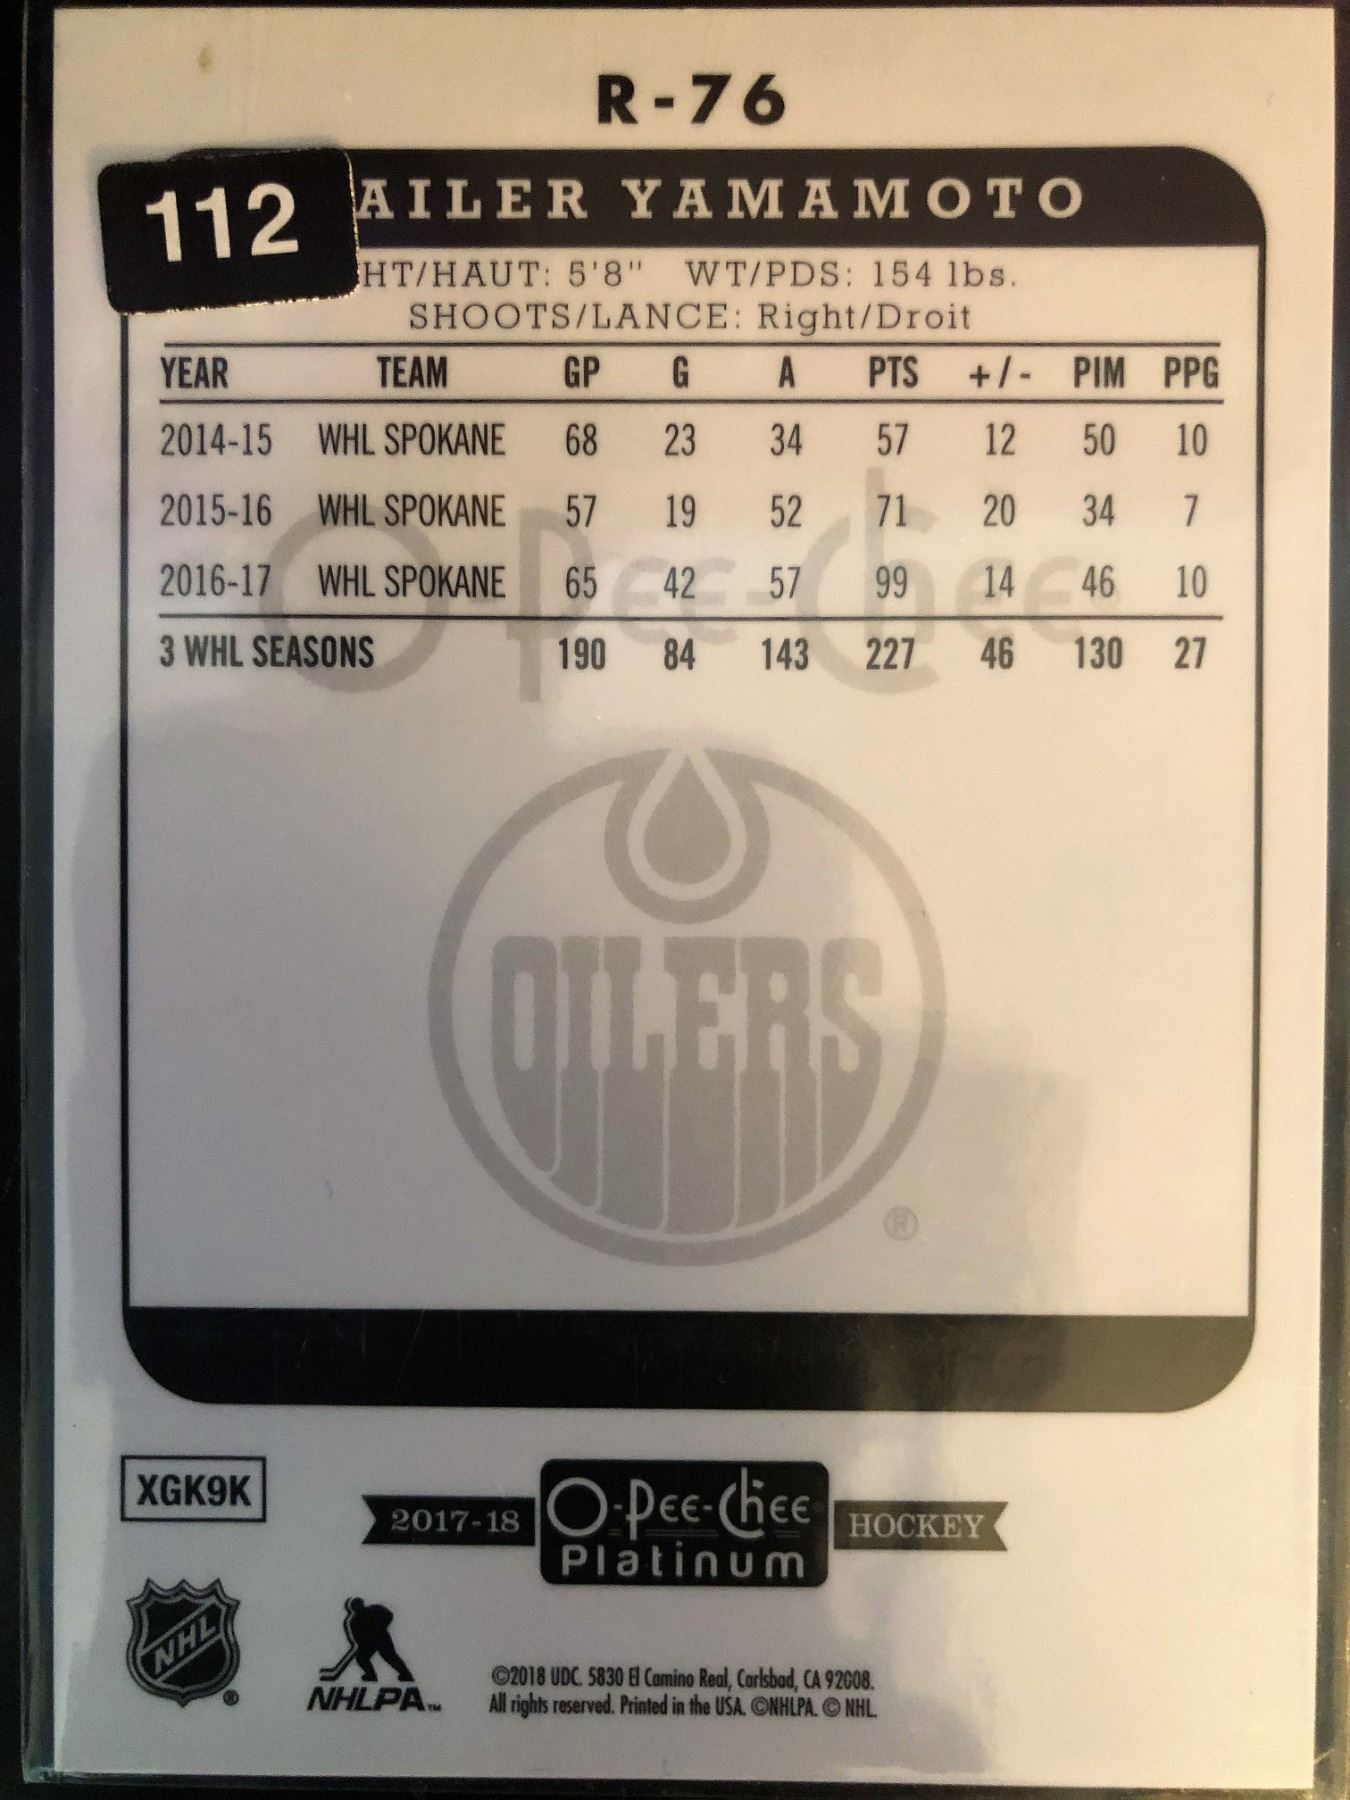 R-76
112
AILER YAMAMOTO
HT/HAUT: 5'8" WT/PDS: 154 lbs.
SHOOTS/LANCE: Right/Droit
YEAR TEAM GP G A PTS +/- PIM PPG
2014-15 WHL SPOKANE 68 23 34 57 12 50 10
2015-16 WHL SPOKANE 57 19 52 71 20 34 7
2016-17 WHL SPOKANE 65 42 57 99 14 46 10
3 WHL SEASONS 190 84 143 227 46 130 27
O-Pee-Chee
OILERS
®
XGK9K
2017-18 O-Pee-Chee HOCKEY
Platinum
NHL ®
NHLPA™
©2018 UDC. 5830 El Camino Real, Carlsbad, CA 92008.
All rights reserved. Printed in the USA. ©NHLPA. © NHL.